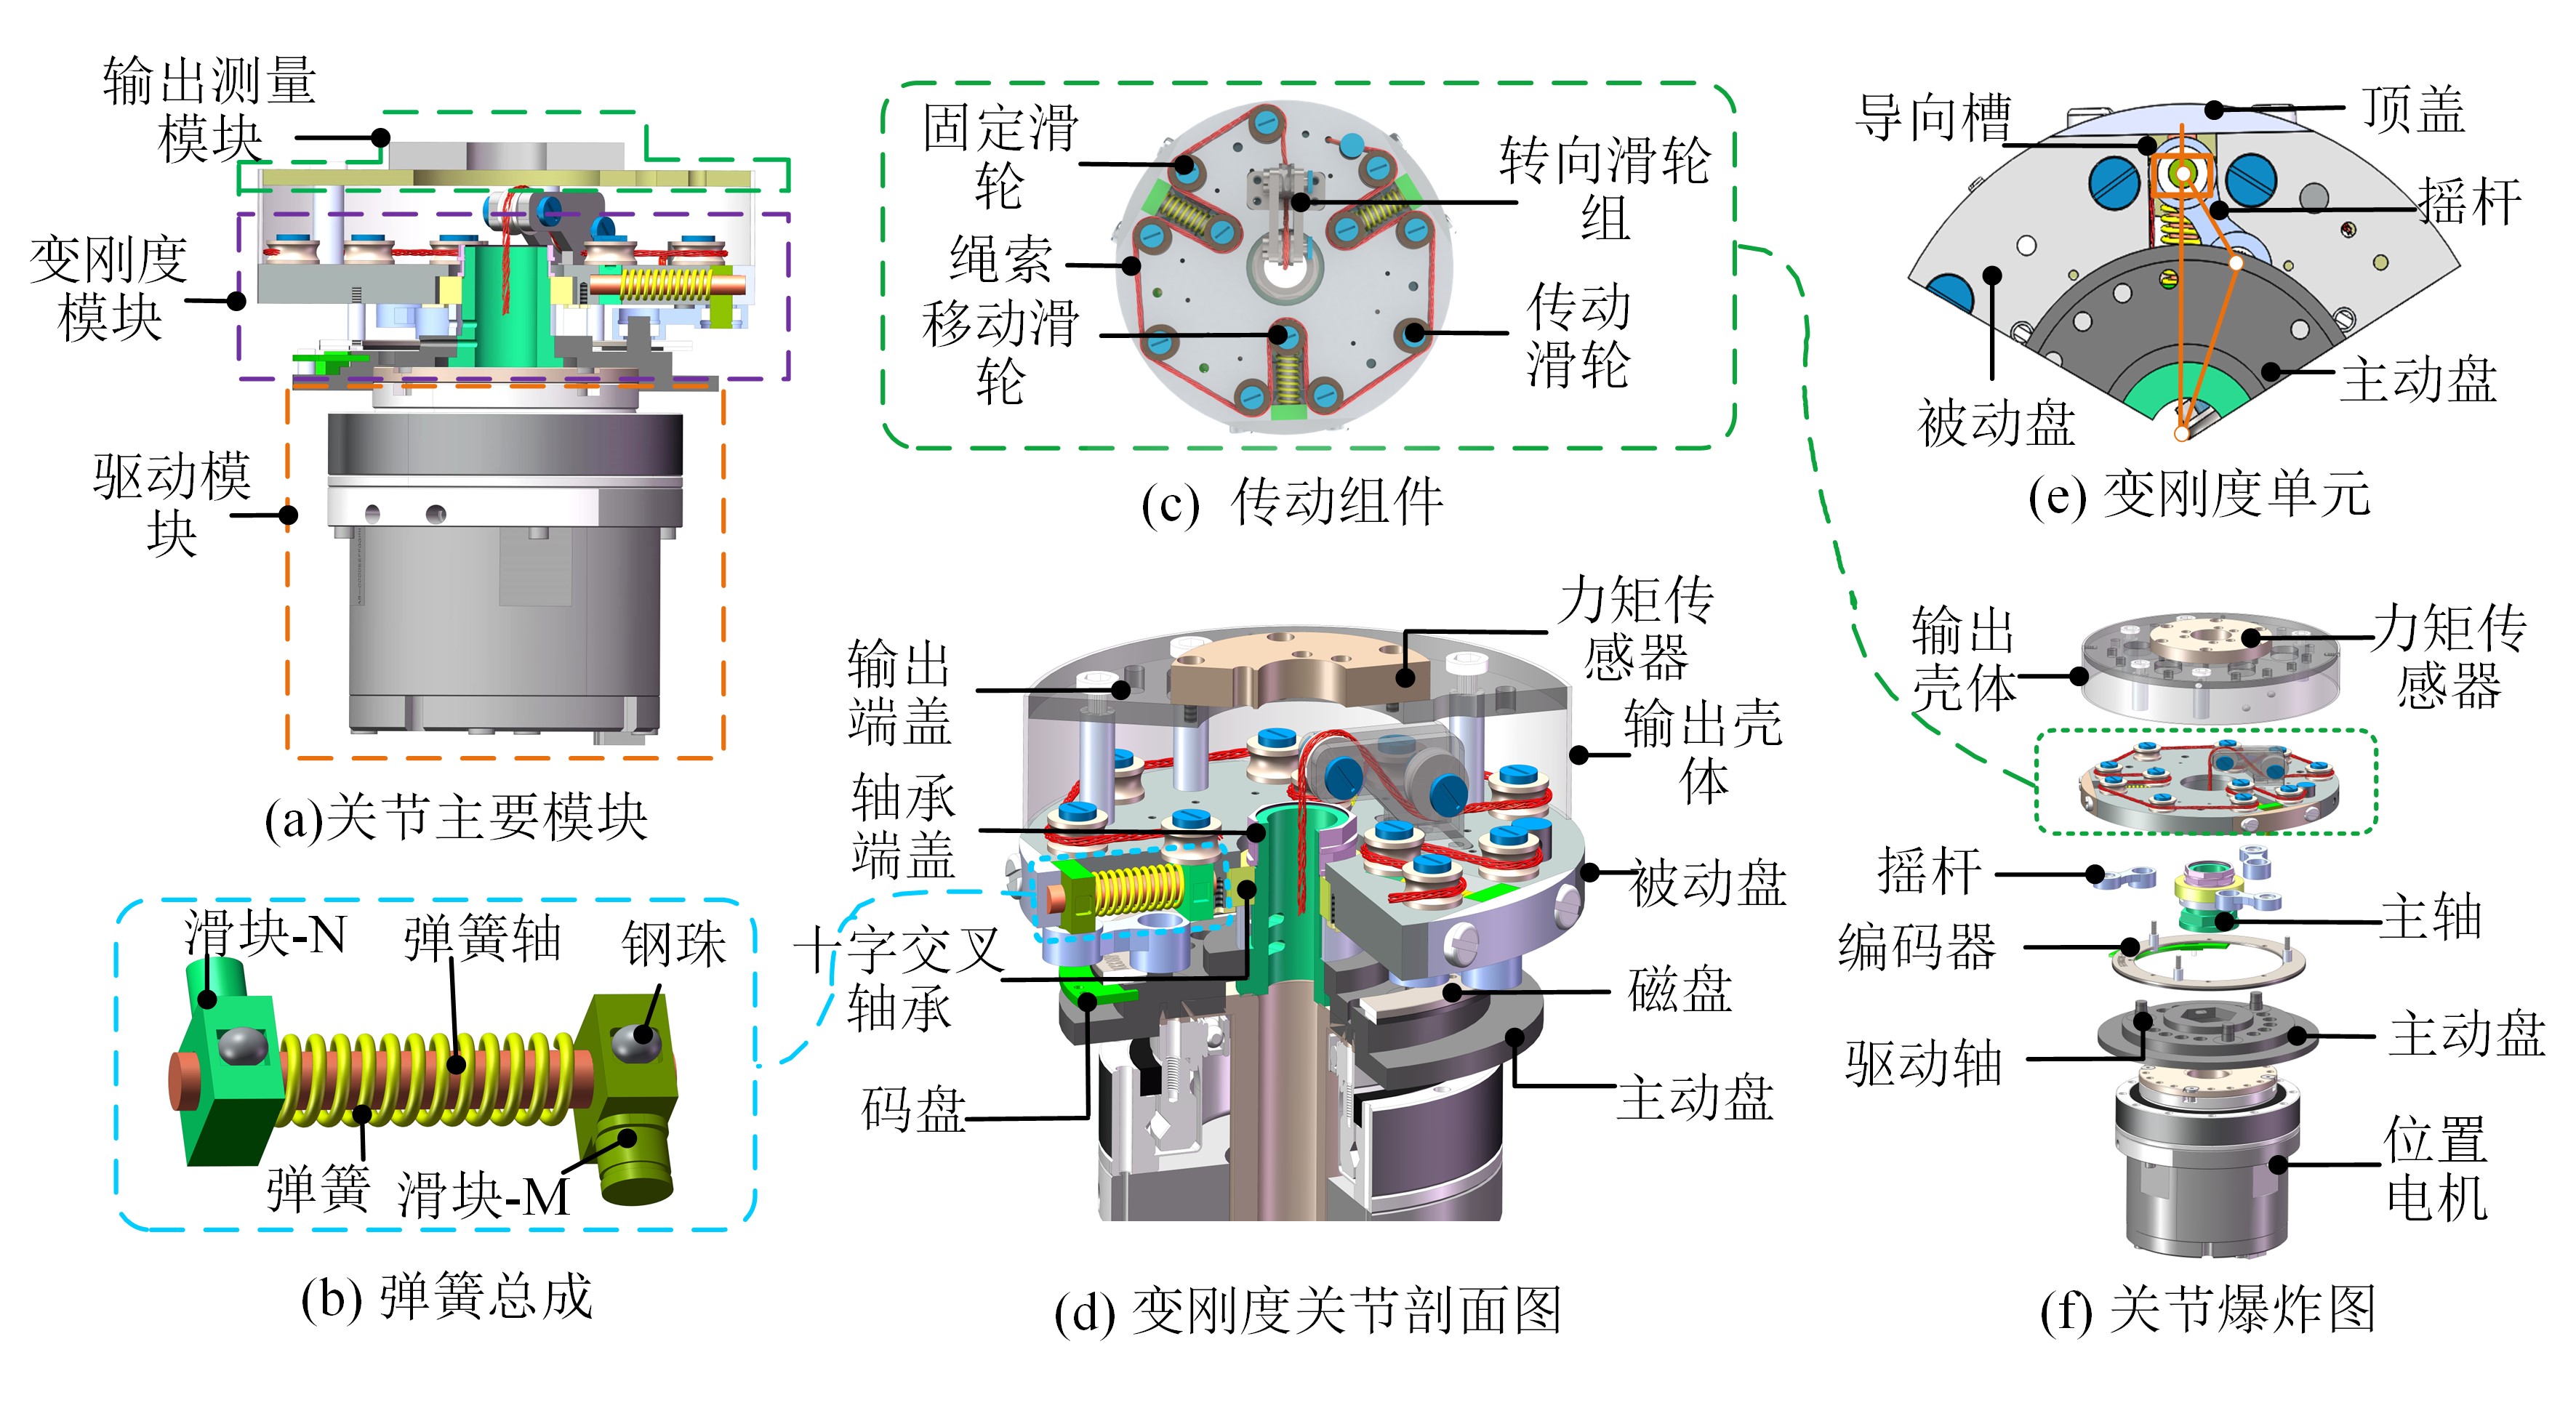 输出测量
模块
变刚度
模块
驱动模
块
(a)关节主要模块
滑块-N
弹簧轴
钢珠
弹簧
滑块-M
(b) 弹簧总成
固定滑
轮
绳索
移动滑
轮
转向滑轮
组
传动
滑轮
(c) 传动组件
输出
端盖
轴承
端盖
十字交叉
轴承
码盘
力矩传
感器
输出壳
体
被动盘
磁盘
主动盘
(d) 变刚度关节剖面图
导向槽
顶盖
摇杆
主动盘
被动盘
(e) 变刚度单元
输出
壳体
力矩传
感器
摇杆
主轴
编码器
驱动轴
主动盘
位置
电机
(f) 关节爆炸图